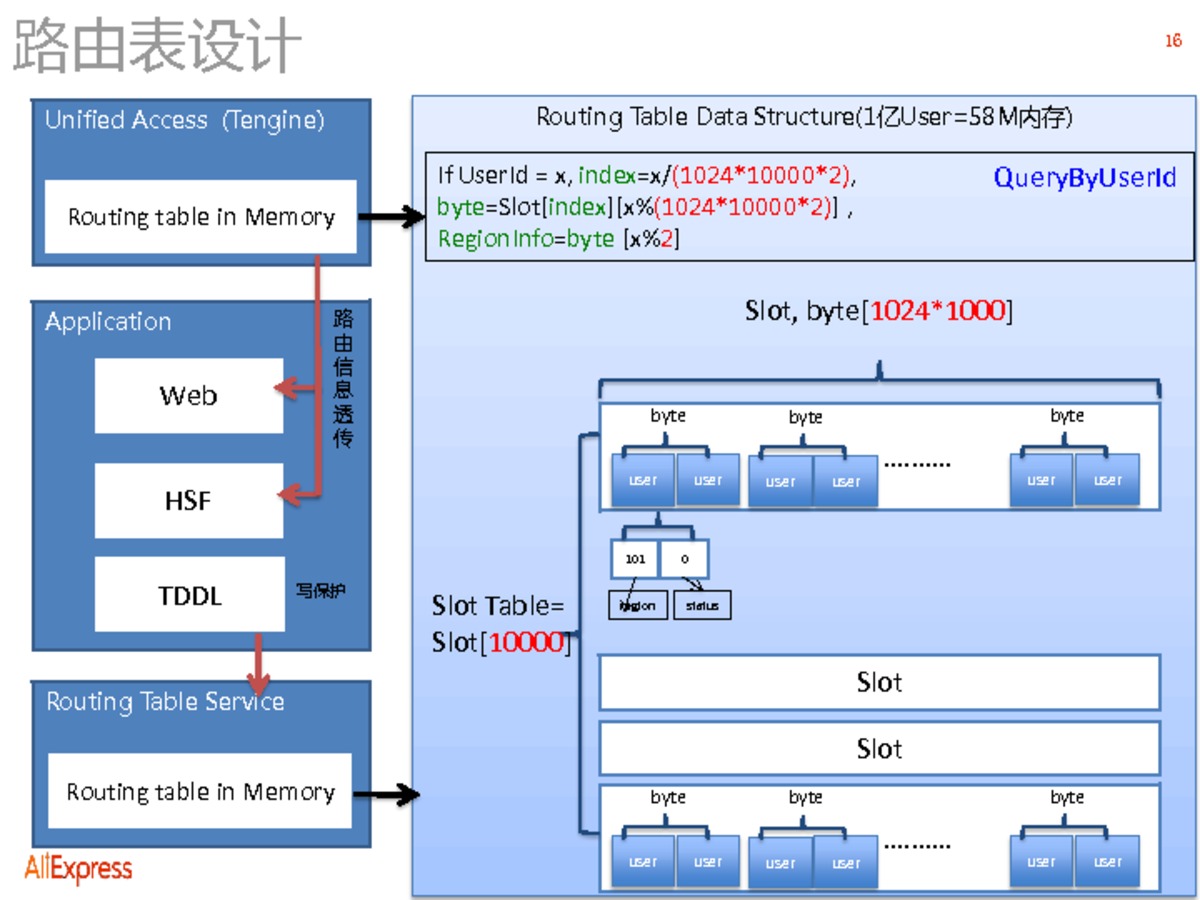 路由表设计
16
Unified Access (Tengine)
Routing table in Memory
Application
路由信息透传
Web
HSF
TDDL
写保护
Routing Table Service
Routing table in Memory
AliExpress
Routing Table Data Structure(1亿User=58M内存)
If UserId = x, index=x/(1024*10000*2),
QueryByUserId
byte=Slot[index][x%(1024*10000*2)] ,
RegionInfo=byte [x%2]
Slot, byte[1024*1000]
byte byte byte
user user user user .......... user user
101 0
region status
Slot Table=
Slot[10000]
Slot
Slot
byte byte byte
user user user user .......... user user